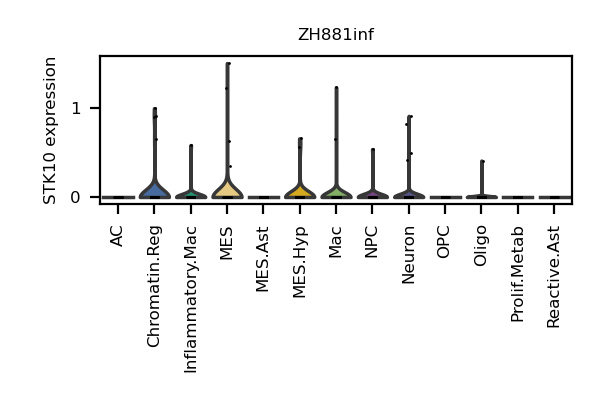 ZH881inf
STK10 expression
1
0
AC
Chromatin.Reg
Inflammatory.Mac
MES
MES.Ast
MES.Hyp
Mac
NPC
Neuron
OPC
Oligo
Prolif.Metab
Reactive.Ast